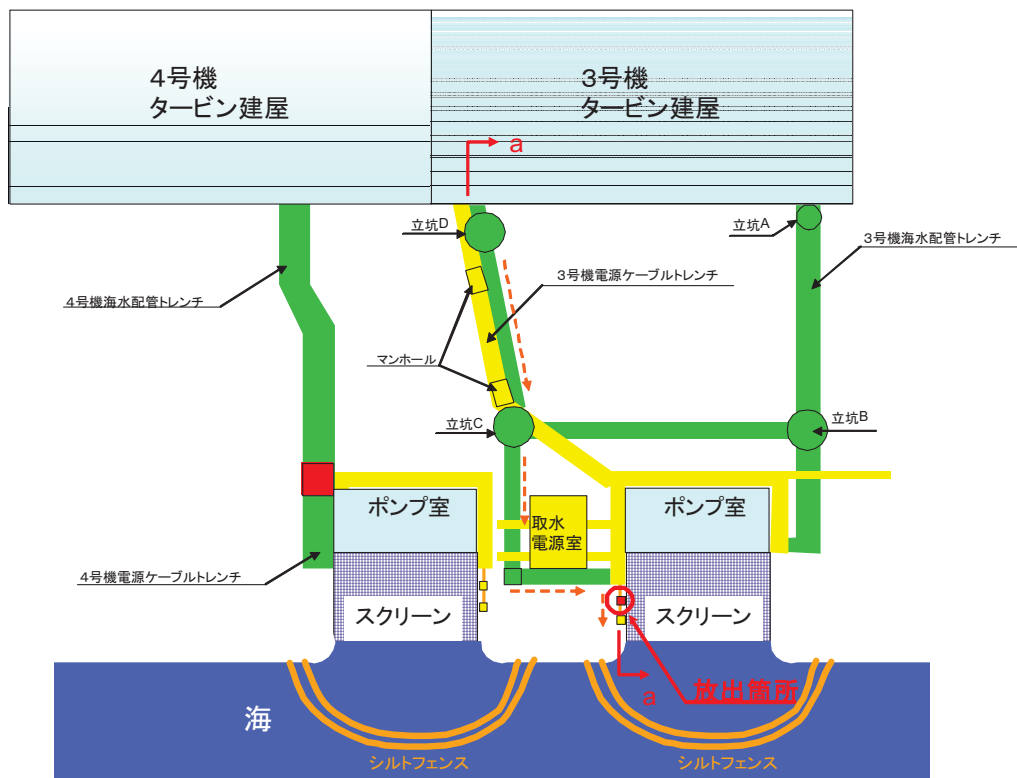 4号機
タービン建屋
3号機
タービン建屋
a
立坑D
立坑A
3号機海水配管トレンチ
3号機電源ケーブルトレンチ
4号機海水配管トレンチ
マンホール
立坑C
立坑B
ポンプ室
取水
電源室
ポンプ室
4号機電源ケーブルトレンチ
スクリーン
スクリーン
a
放出箇所
海
シルトフェンス
シルトフェンス